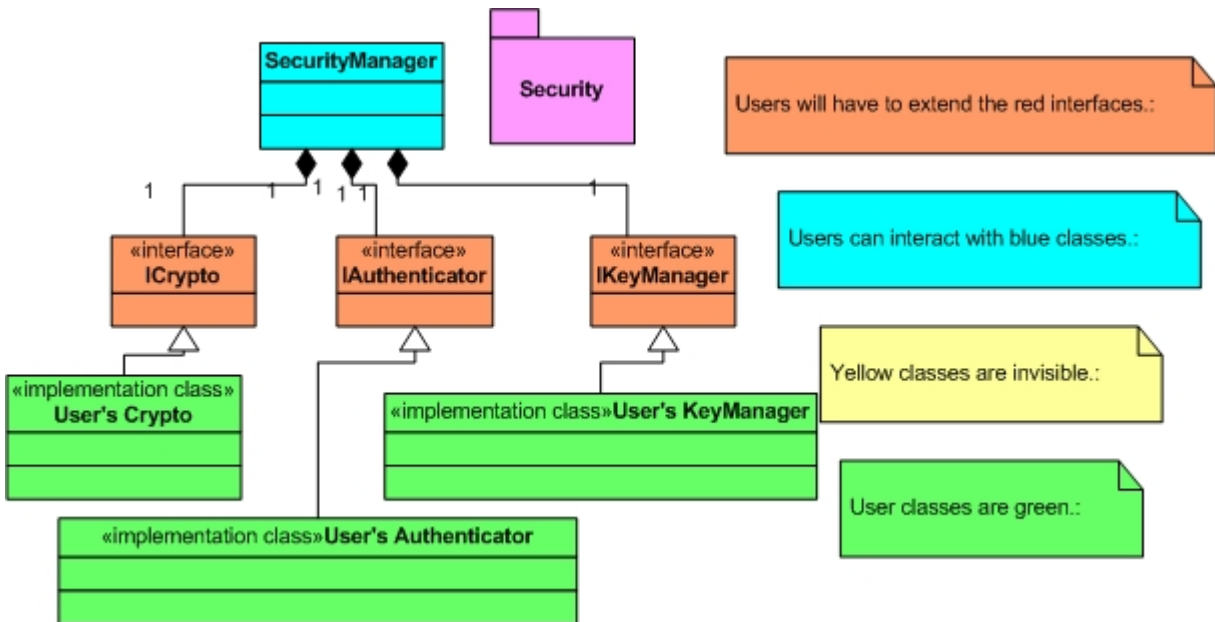 SecurityManager
Security
Users will have to extend the red interfaces.:
1
1
1
1
1
1
Users can interact with blue classes.:
«interface»
ICrypto
«interface»
IAuthenticator
«interface»
IKeyManager
Yellow classes are invisible.:
«implementation class»
User's Crypto
«implementation class»User's KeyManager
User classes are green.:
«implementation class»User's Authenticator